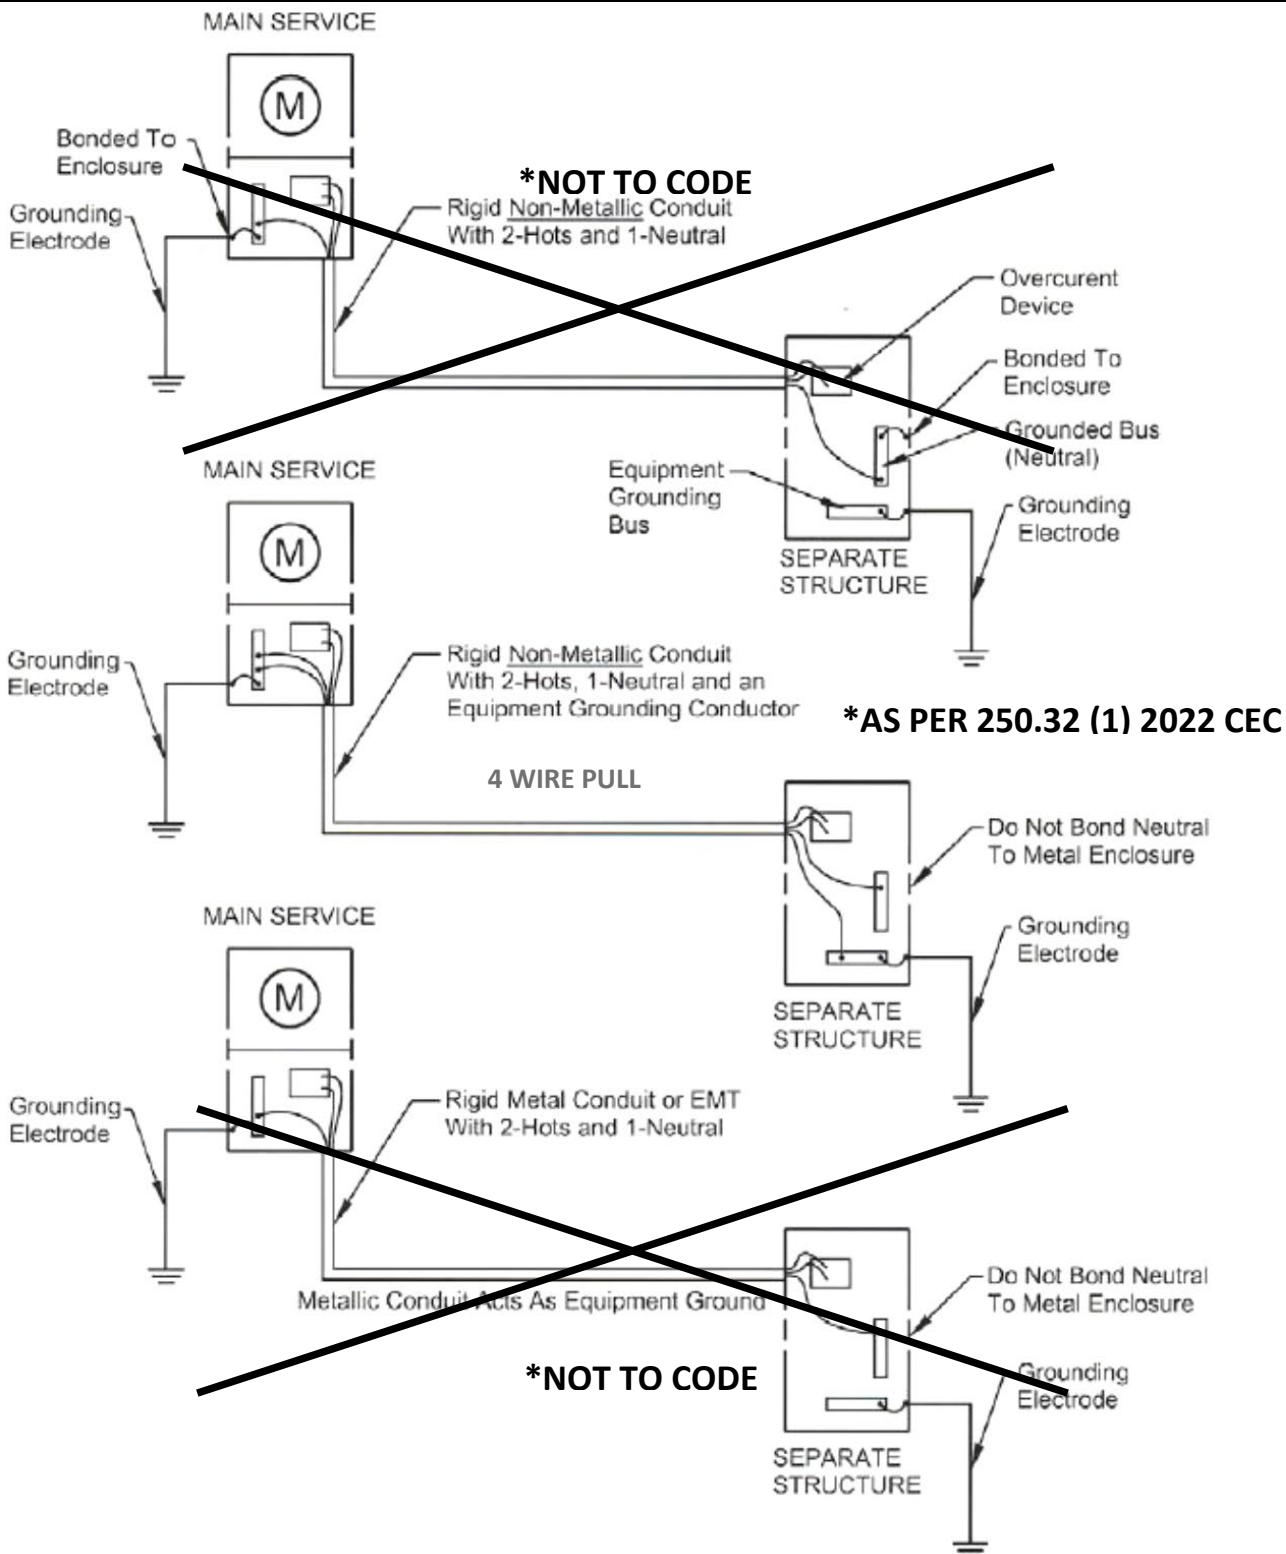 MAIN SERVICE
M
Bonded To
Enclosure
*NOT TO CODE
Grounding
Electrode
Rigid Non-Metallic Conduit
With 2-Hots and 1-Neutral
Overcurent
Device
Bonded To
Enclosure
Grounded Bus
(Neutral)
Equipment
Grounding
Bus
Grounding
Electrode
SEPARATE
STRUCTURE
MAIN SERVICE
M
Grounding
Electrode
Rigid Non-Metallic Conduit
With 2-Hots, 1-Neutral and an
Equipment Grounding Conductor
*AS PER 250.32 (1) 2022 CEC
4 WIRE PULL
Do Not Bond Neutral
To Metal Enclosure
Grounding
Electrode
SEPARATE
STRUCTURE
MAIN SERVICE
M
Grounding
Electrode
Rigid Metal Conduit or EMT
With 2-Hots and 1-Neutral
Metallic Conduit Acts As Equipment Ground
Do Not Bond Neutral
To Metal Enclosure
*NOT TO CODE
Grounding
Electrode
SEPARATE
STRUCTURE